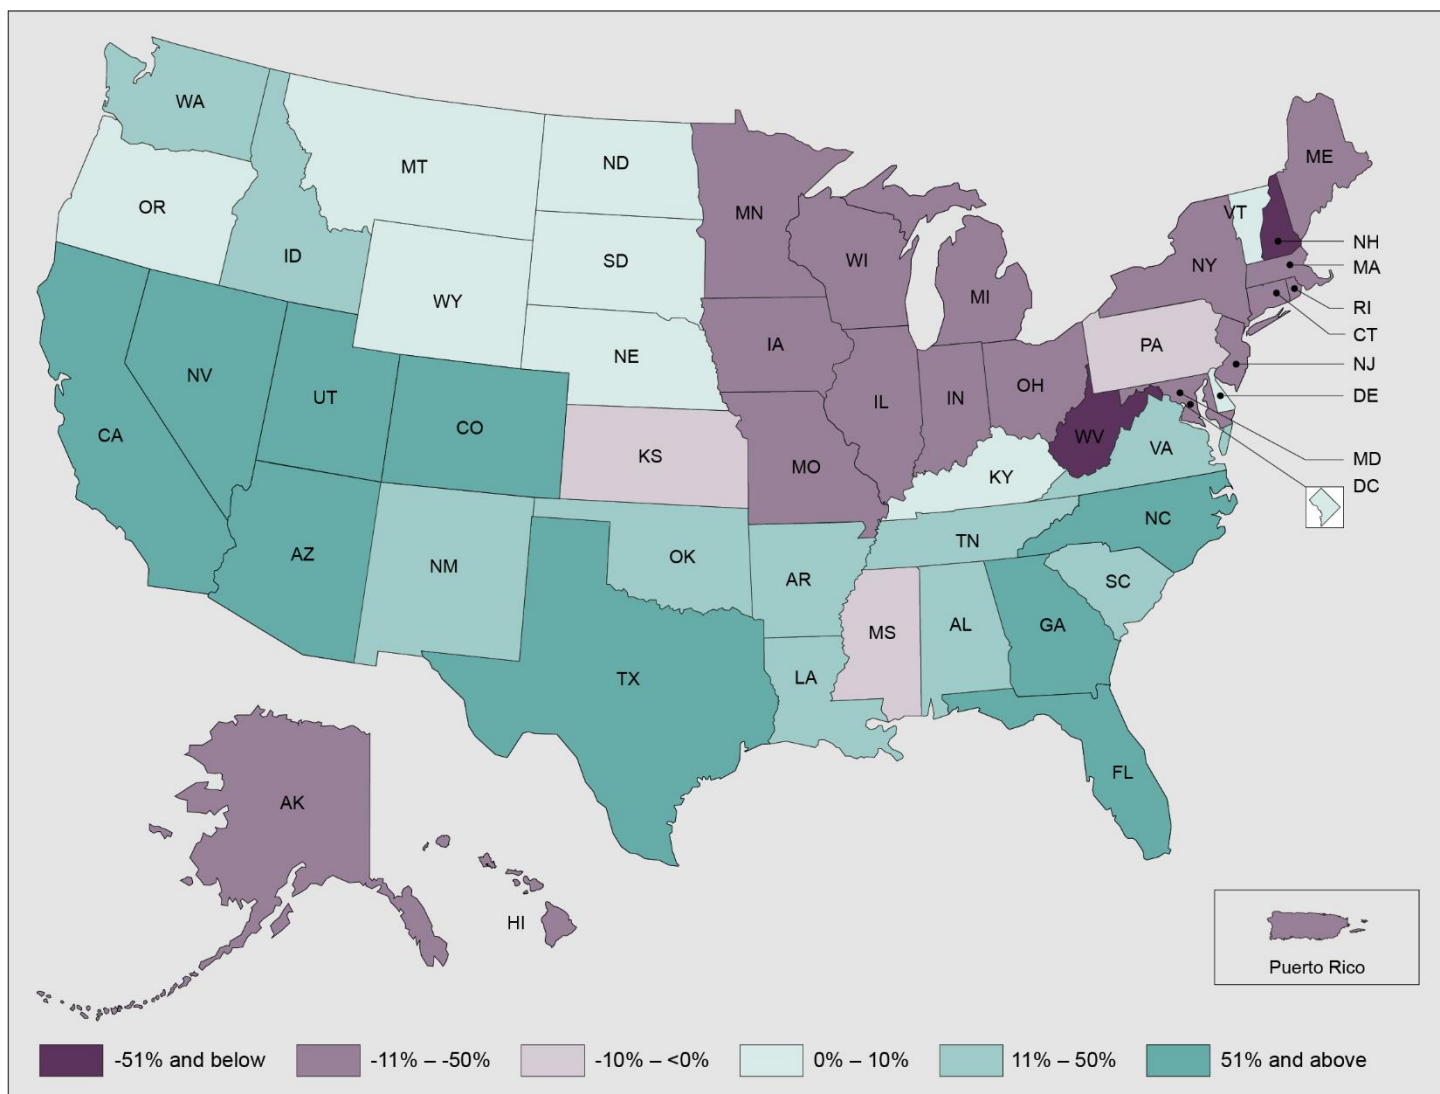 WA
MT
ND
ME
OR
MN
VT
ID
SD
WI
NY
NH
MA
WY
MI
RI
CT
IA
PA
NE
NJ
NV
OH
UT
IL
IN
DE
CA
CO
WV
VA
KS
MO
KY
MD
DC
NC
AZ
TN
NM
OK
AR
SC
MS
AL
GA
TX
LA
FL
AK
HI
Puerto Rico
-51% and below
-11% – -50%
-10% – <0%
0% – 10%
11% – 50%
51% and above